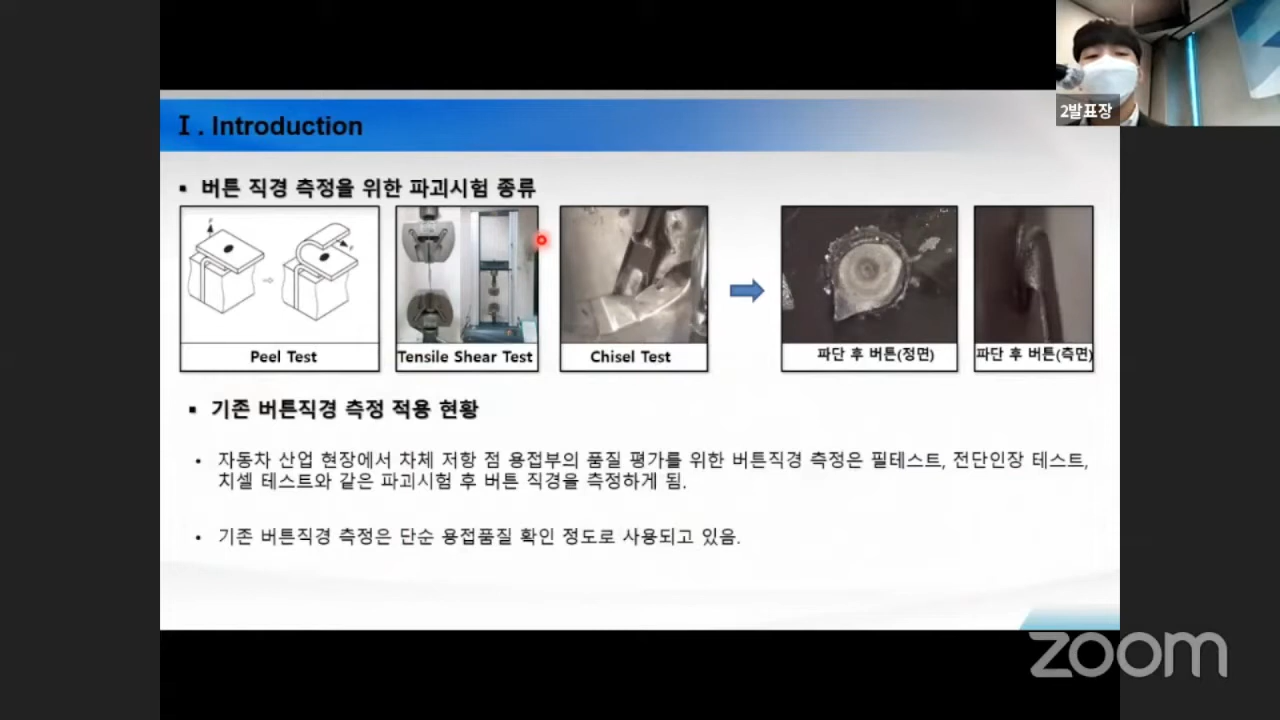 2발표장
Ⅰ. Introduction
▪ 버튼 직경 측정을 위한 파괴시험 종류
Peel Test
Tensile Shear Test
Chisel Test
파단 후 버튼(정면)
파단 후 버튼(측면)
▪ 기존 버튼직경 측정 적용 현황
• 자동차 산업 현장에서 차체 저항 점 용접부의 품질 평가를 위한 버튼직경 측정은 필테스트, 전단인장 테스트,
치셀 테스트와 같은 파괴시험 후 버튼 직경을 측정하게 됨.
• 기존 버튼직경 측정은 단순 용접품질 확인 정도로 사용되고 있음.
zoom